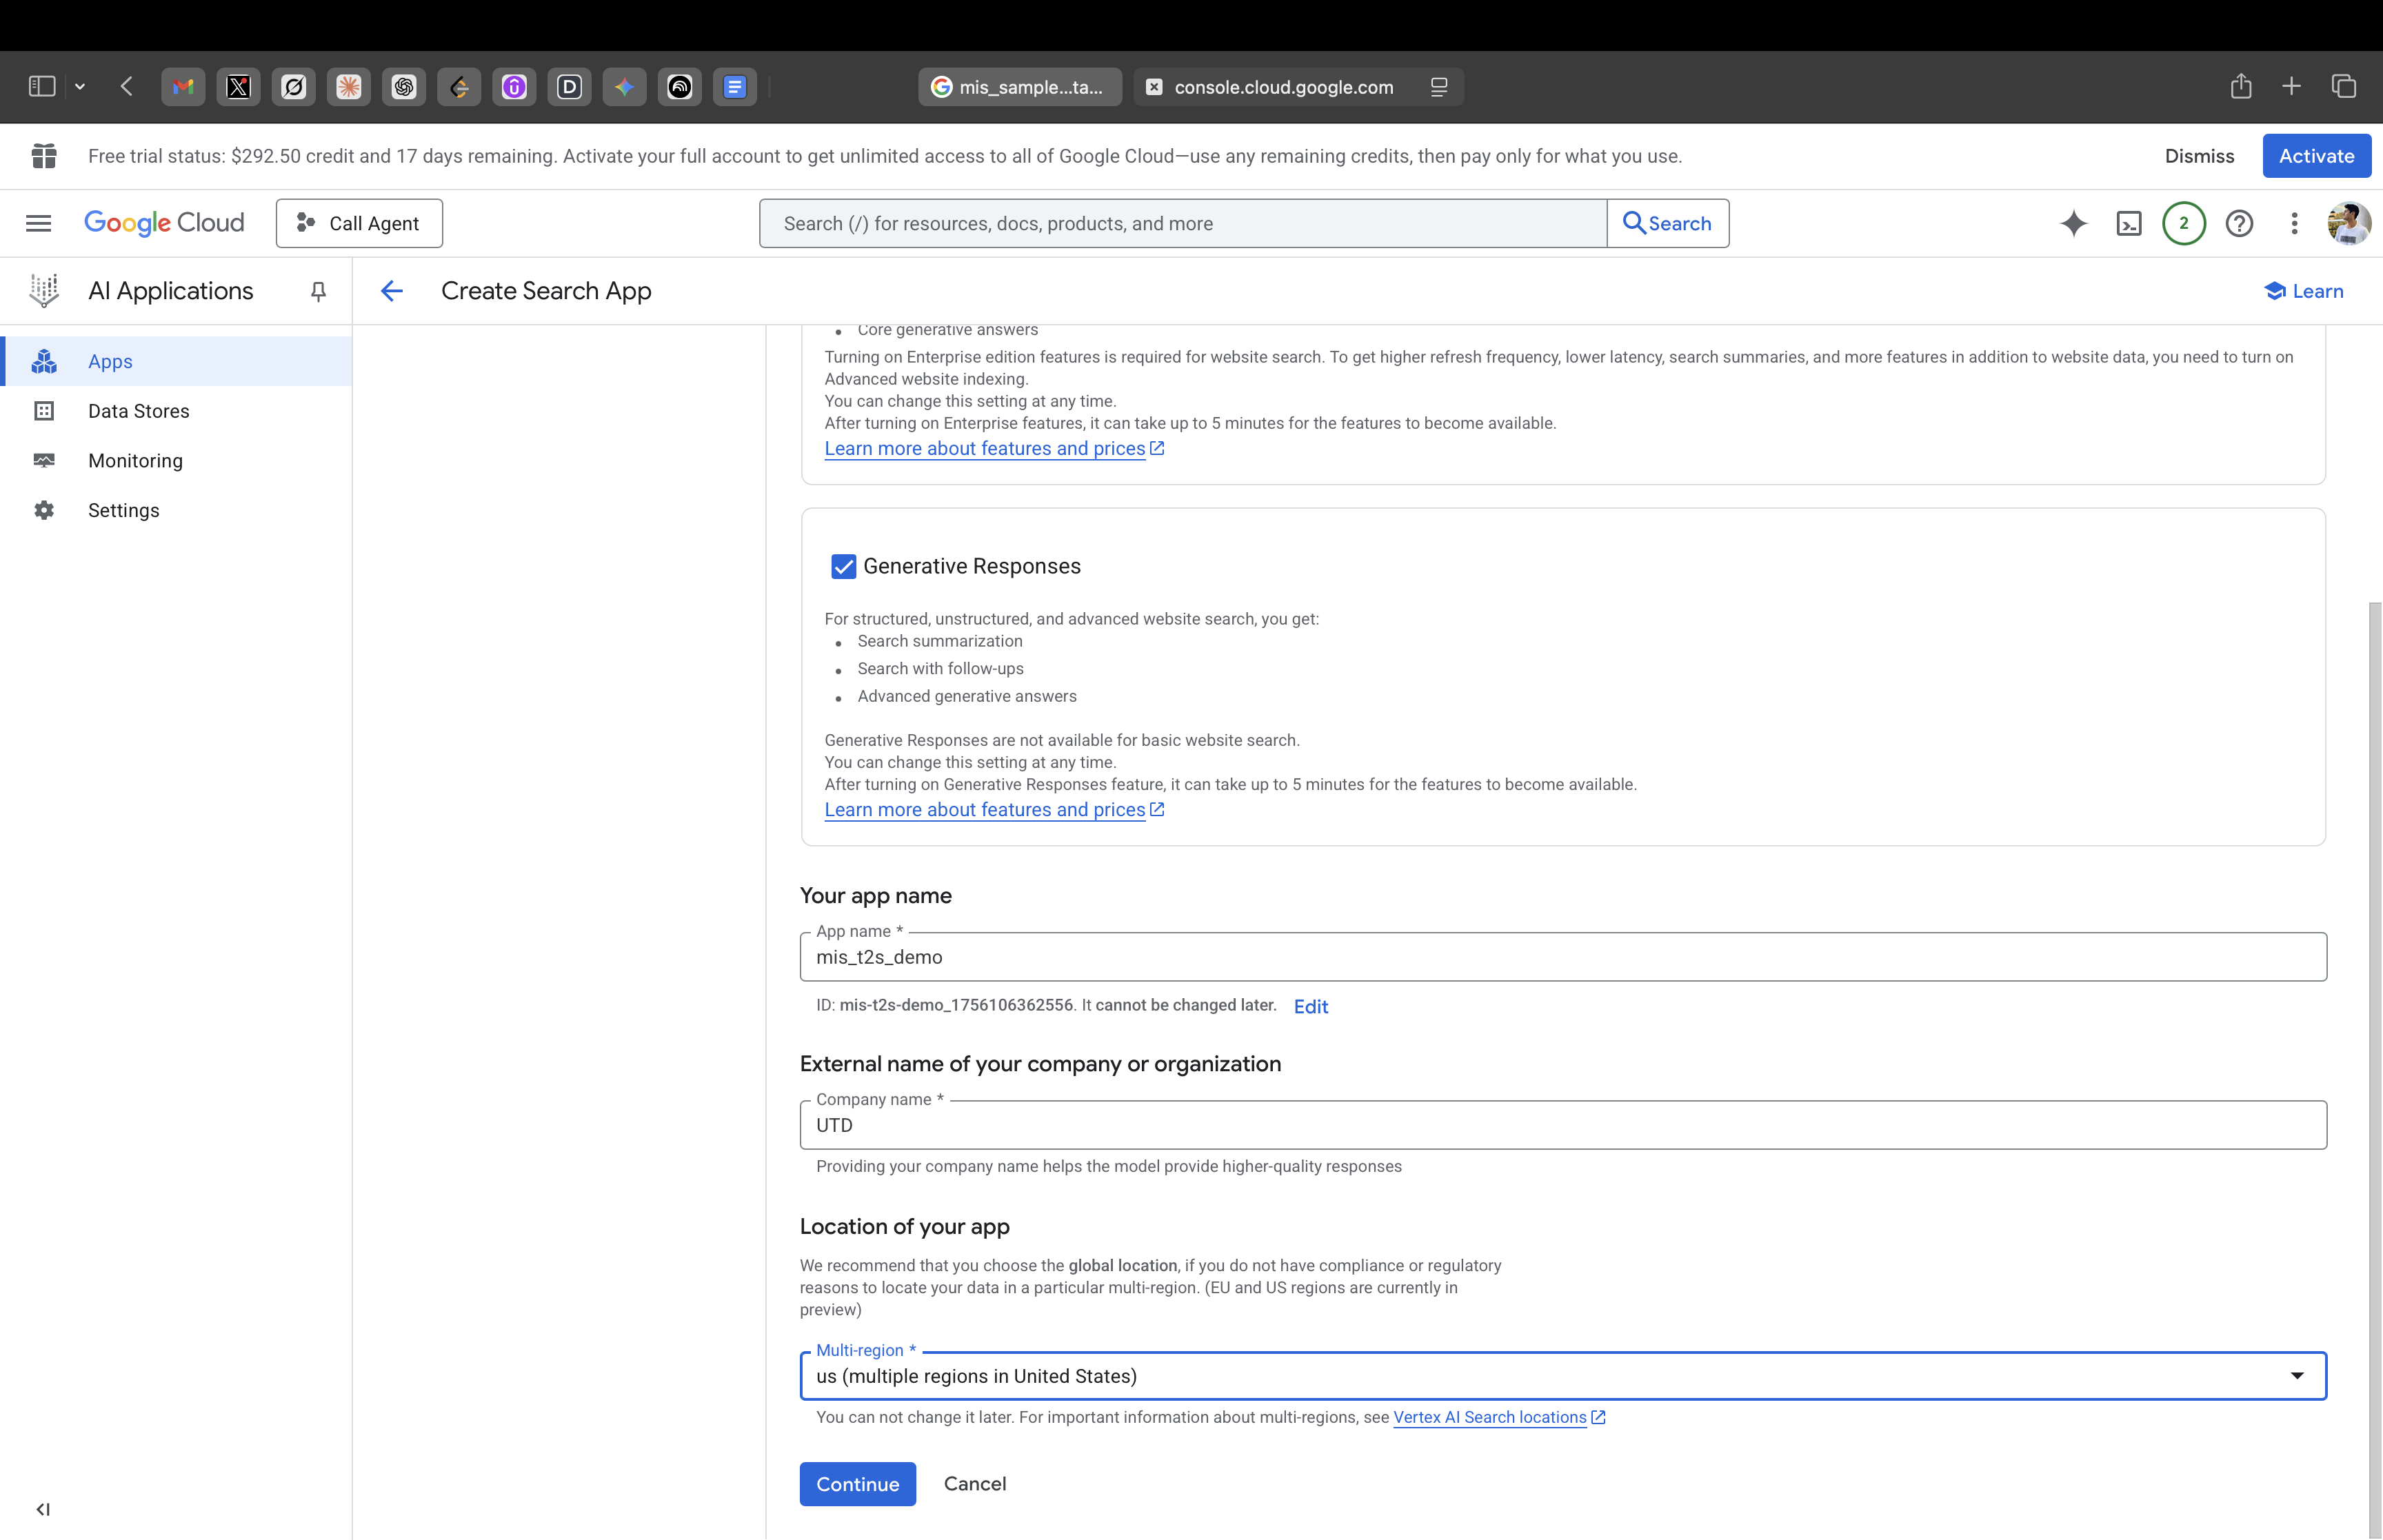 mis_sample...ta...
console.cloud.google.com
Free trial status: $292.50 credit and 17 days remaining. Activate your full account to get unlimited access to all of Google Cloud—use any remaining credits, then pay only for what you use.
Dismiss
Activate
Google Cloud
Call Agent
Search (/) for resources, docs, products, and more
Search
2
AI Applications
Create Search App
Learn
Apps
Data Stores
Monitoring
Settings
Core generative answers
Turning on Enterprise edition features is required for website search. To get higher refresh frequency, lower latency, search summaries, and more features in addition to website data, you need to turn on
Advanced website indexing.
You can change this setting at any time.
After turning on Enterprise features, it can take up to 5 minutes for the features to become available.
Learn more about features and prices
Generative Responses
For structured, unstructured, and advanced website search, you get:
Search summarization
Search with follow-ups
Advanced generative answers
Generative Responses are not available for basic website search.
You can change this setting at any time.
After turning on Generative Responses feature, it can take up to 5 minutes for the features to become available.
Learn more about features and prices
Your app name
App name *
mis_t2s_demo
ID: mis-t2s-demo_1756106362556. It cannot be changed later. Edit
External name of your company or organization
Company name *
UTD
Providing your company name helps the model provide higher-quality responses
Location of your app
We recommend that you choose the global location, if you do not have compliance or regulatory
reasons to locate your data in a particular multi-region. (EU and US regions are currently in
preview)
Multi-region *
us (multiple regions in United States)
You can not change it later. For important information about multi-regions, see Vertex AI Search locations
Continue
Cancel